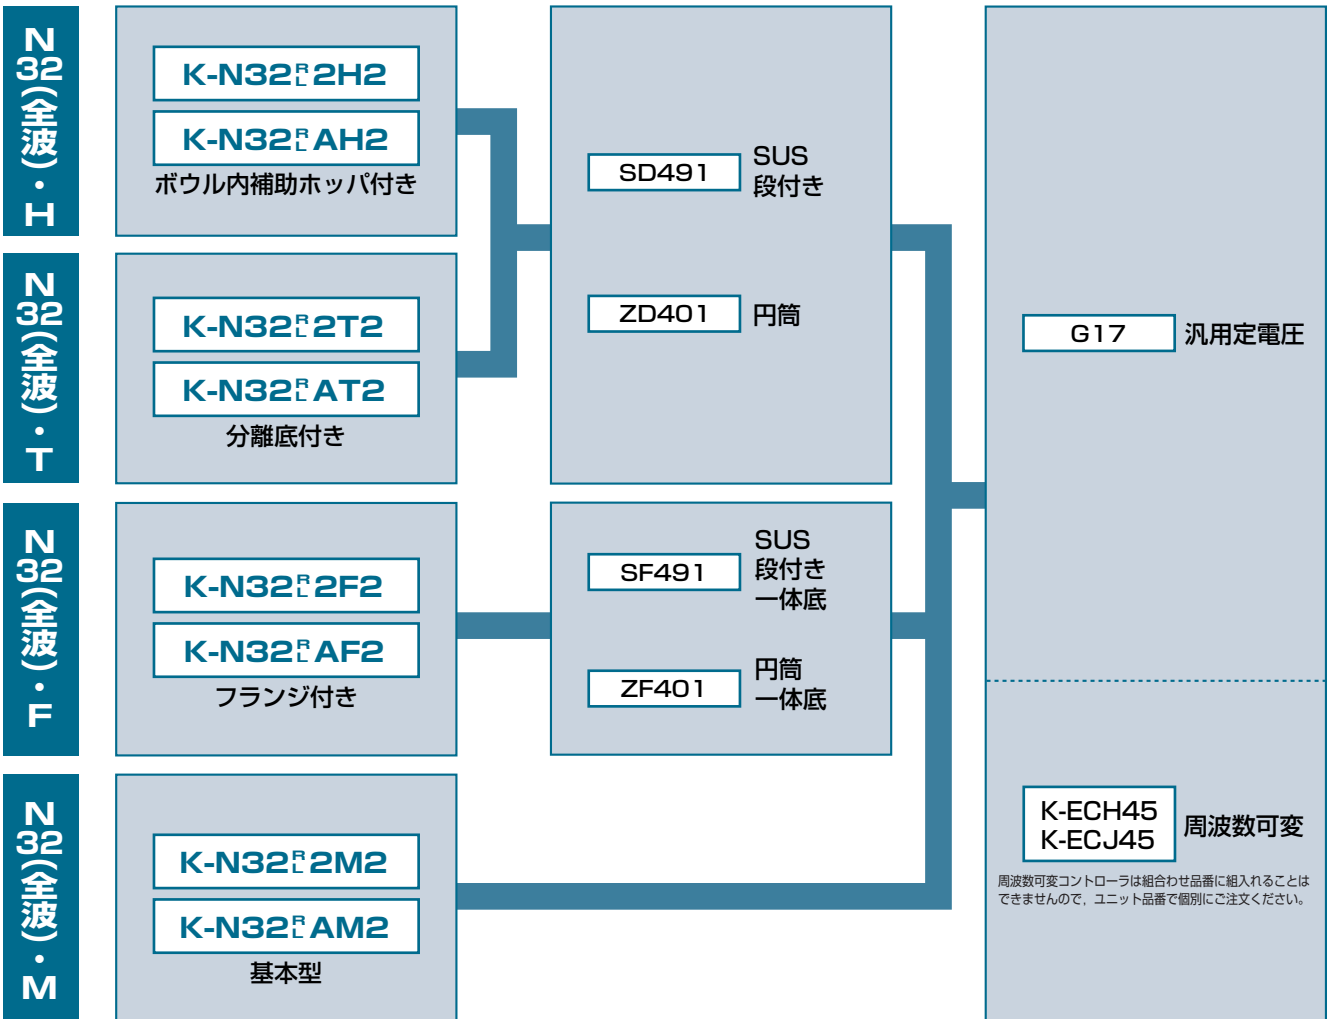 N32(全波)・H
K-N32RL2H2
K-N32RLAH2
ボウル内補助ホッパ付き
N32(全波)・T
K-N32RL2T2
K-N32RLAT2
分離底付き
SD491
SUS
段付き
ZD401
円筒
N32(全波)・F
K-N32RL2F2
K-N32RLAF2
フランジ付き
SF491
SUS
段付き
一体底
ZF401
円筒
一体底
N32(全波)・M
K-N32RL2M2
K-N32RLAM2
基本型
G17
汎用定電圧
K-ECH45
K-ECJ45
周波数可変
周波数可変コントローラは組合わせ品番に組入れることは
できませんので，ユニット品番で個別にご注文ください。